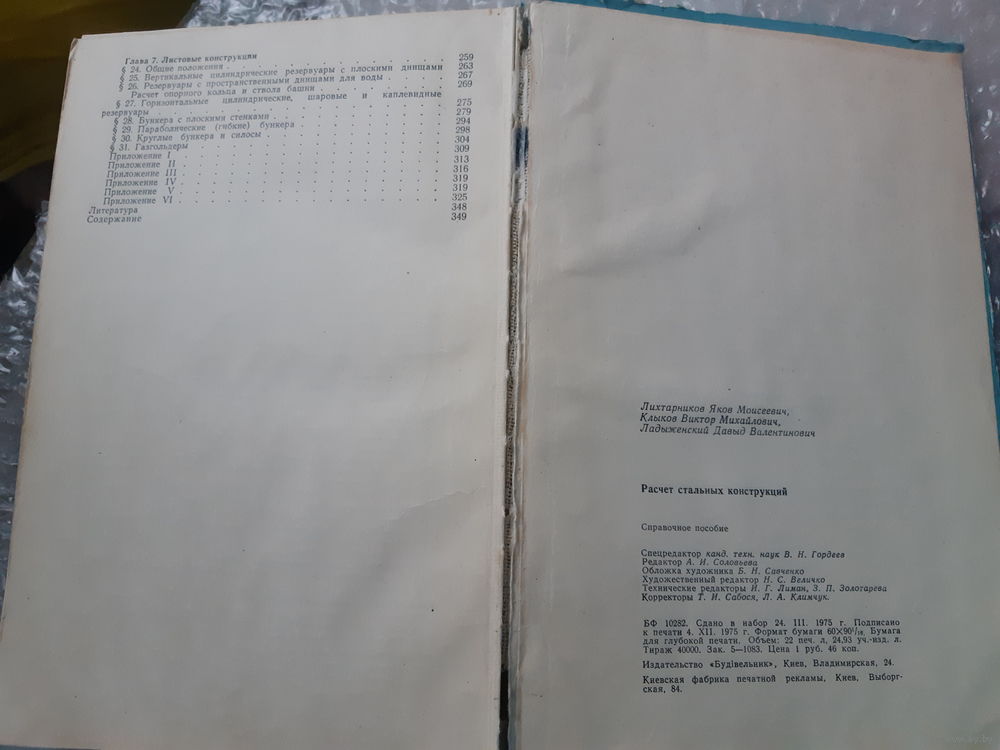 Глава 7. Листовые конструкции
§ 24. Общие положения . . . . . . . . . . 259
§ 25. Вертикальные цилиндрические резервуары с плоскими днищами 263
§ 26. Резервуары с пространственными днищами для воды . . . . 267
Расчет опорного кольца и ствола башни . . . . . . 269
§ 27. Горизонтальные цилиндрические, шаровые и каплевидные
резервуары . . . . . . . . . . . . 275
§ 28. Бункера с плоскими стенками . . . . . . . . 279
§ 29. Параболические (гибкие) бункера . . . . . . . 294
§ 30. Круглые бункера и силосы . . . . . . . . 298
§ 31. Газгольдеры . . . . . . . . . . . 304
Приложение I . . . . . . . . . . . . 309
Приложение II . . . . . . . . . . . . 313
Приложение III . . . . . . . . . . . . 316
Приложение IV . . . . . . . . . . . . 319
Приложение V . . . . . . . . . . . . 319
Приложение VI . . . . . . . . . . . . 325
Литература 348
Содержание 349
Лихтарников Яков Моисеевич,
Клыков Виктор Михайлович,
Ладыженский Давыд Валентинович
Расчет стальных конструкций
Справочное пособие
Спецредактор канд. техн. наук В. Н. Гордеев
Редактор А. И. Соловьева
Обложка художника Б. Н. Савченко
Художественный редактор Н. С. Величко
Технические редакторы И. Г. Лиман, З. П. Золотарева
Корректоры Т. И. Сабося, Л. А. Климчук.
БФ 10282. Сдано в набор 24. III. 1975 г. Подписано
к печати 4. XII. 1975 г. Формат бумаги 60×90¹/₁₆. Бумага
для глубокой печати. Объем: 22 печ. л, 24,93 уч.-изд. л.
Тираж 40000. Зак. 5—1083. Цена 1 руб. 46 коп.
Издательство «Будівельник», Киев, Владимирская, 24.
Киевская фабрика печатной рекламы, Киев, Выборг-
ская, 84.